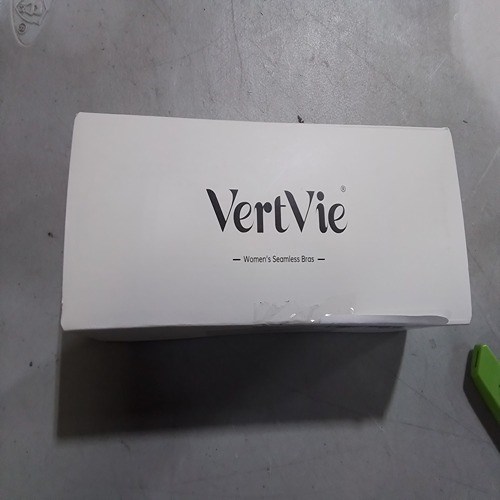 VertVie®
— Women's Seamless Bras —